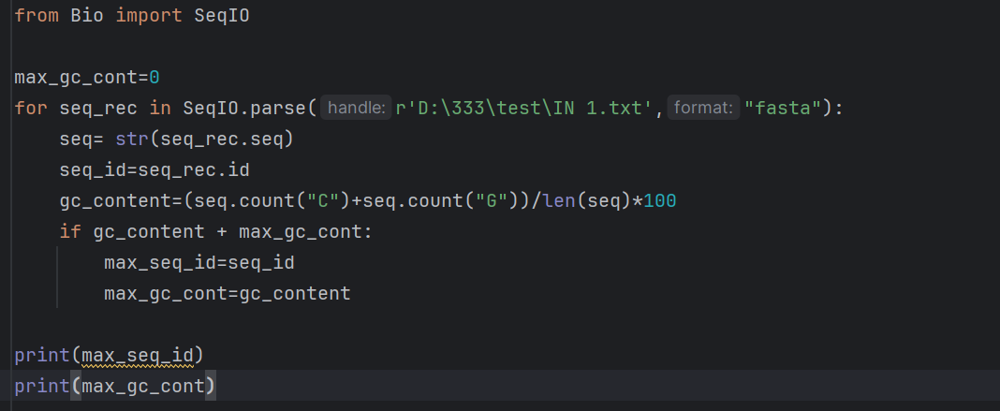 from Bio import SeqIO
max_gc_cont=0
for seq_rec in SeqIO.parse( handle: r'D:\333\test\IN 1.txt', format: "fasta"):
    seq= str(seq_rec.seq)
    seq_id=seq_rec.id
    gc_content=(seq.count("C")+seq.count("G"))/len(seq)*100
    if gc_content + max_gc_cont:
        max_seq_id=seq_id
        max_gc_cont=gc_content
print(max_seq_id)
print(max_gc_cont)